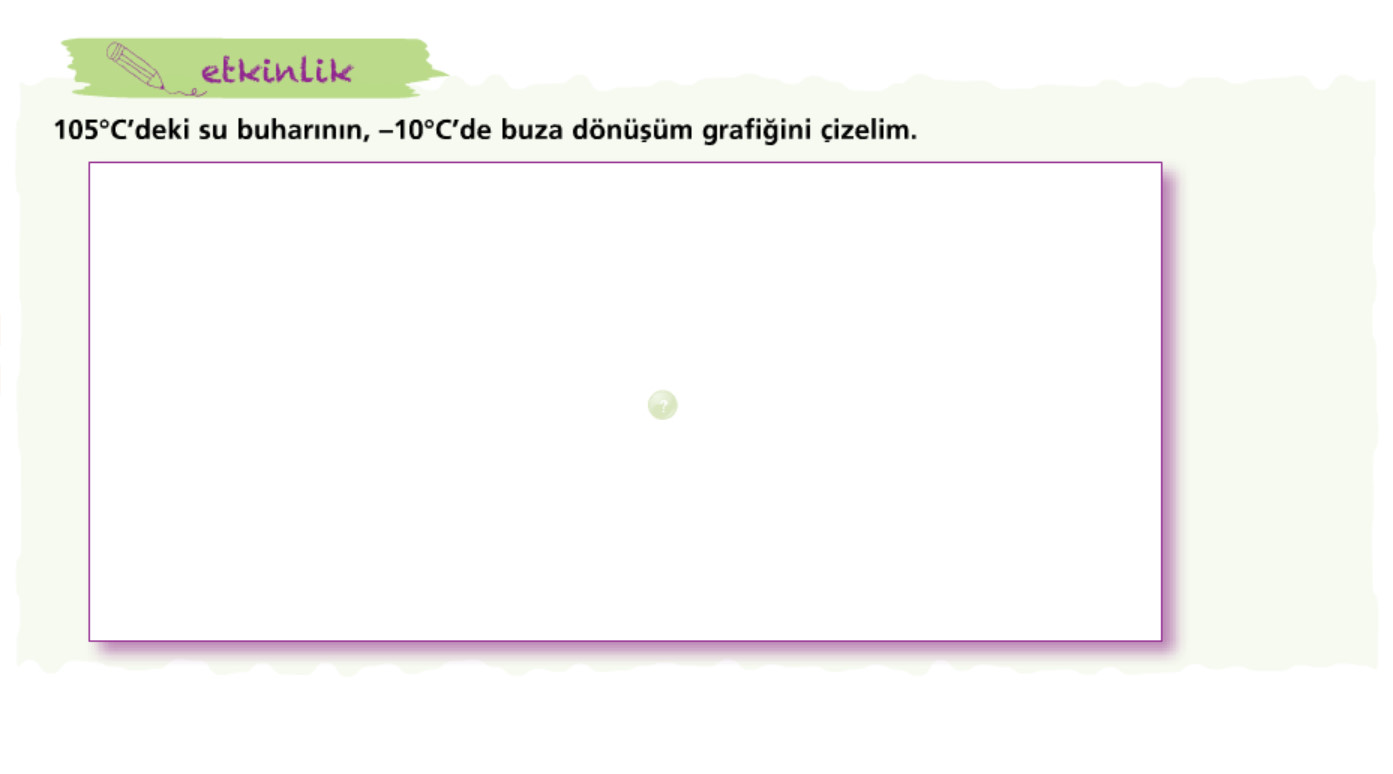 etkinlik
105°C’deki su buharının, –10°C’de buza dönüşüm grafiğini çizelim.
?